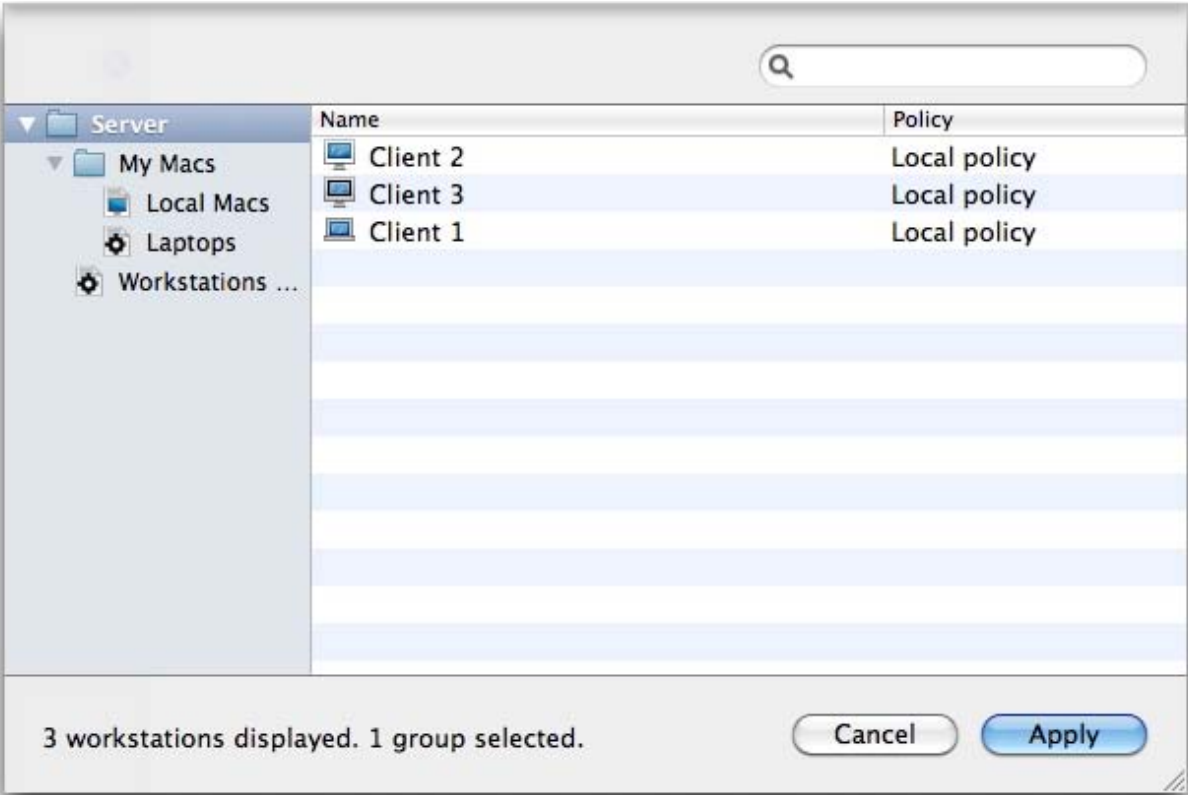 Server
My Macs
Local Macs
Laptops
Workstations ...
Name Policy
Client 2 Local policy
Client 3 Local policy
Client 1 Local policy
3 workstations displayed. 1 group selected.
Cancel Apply